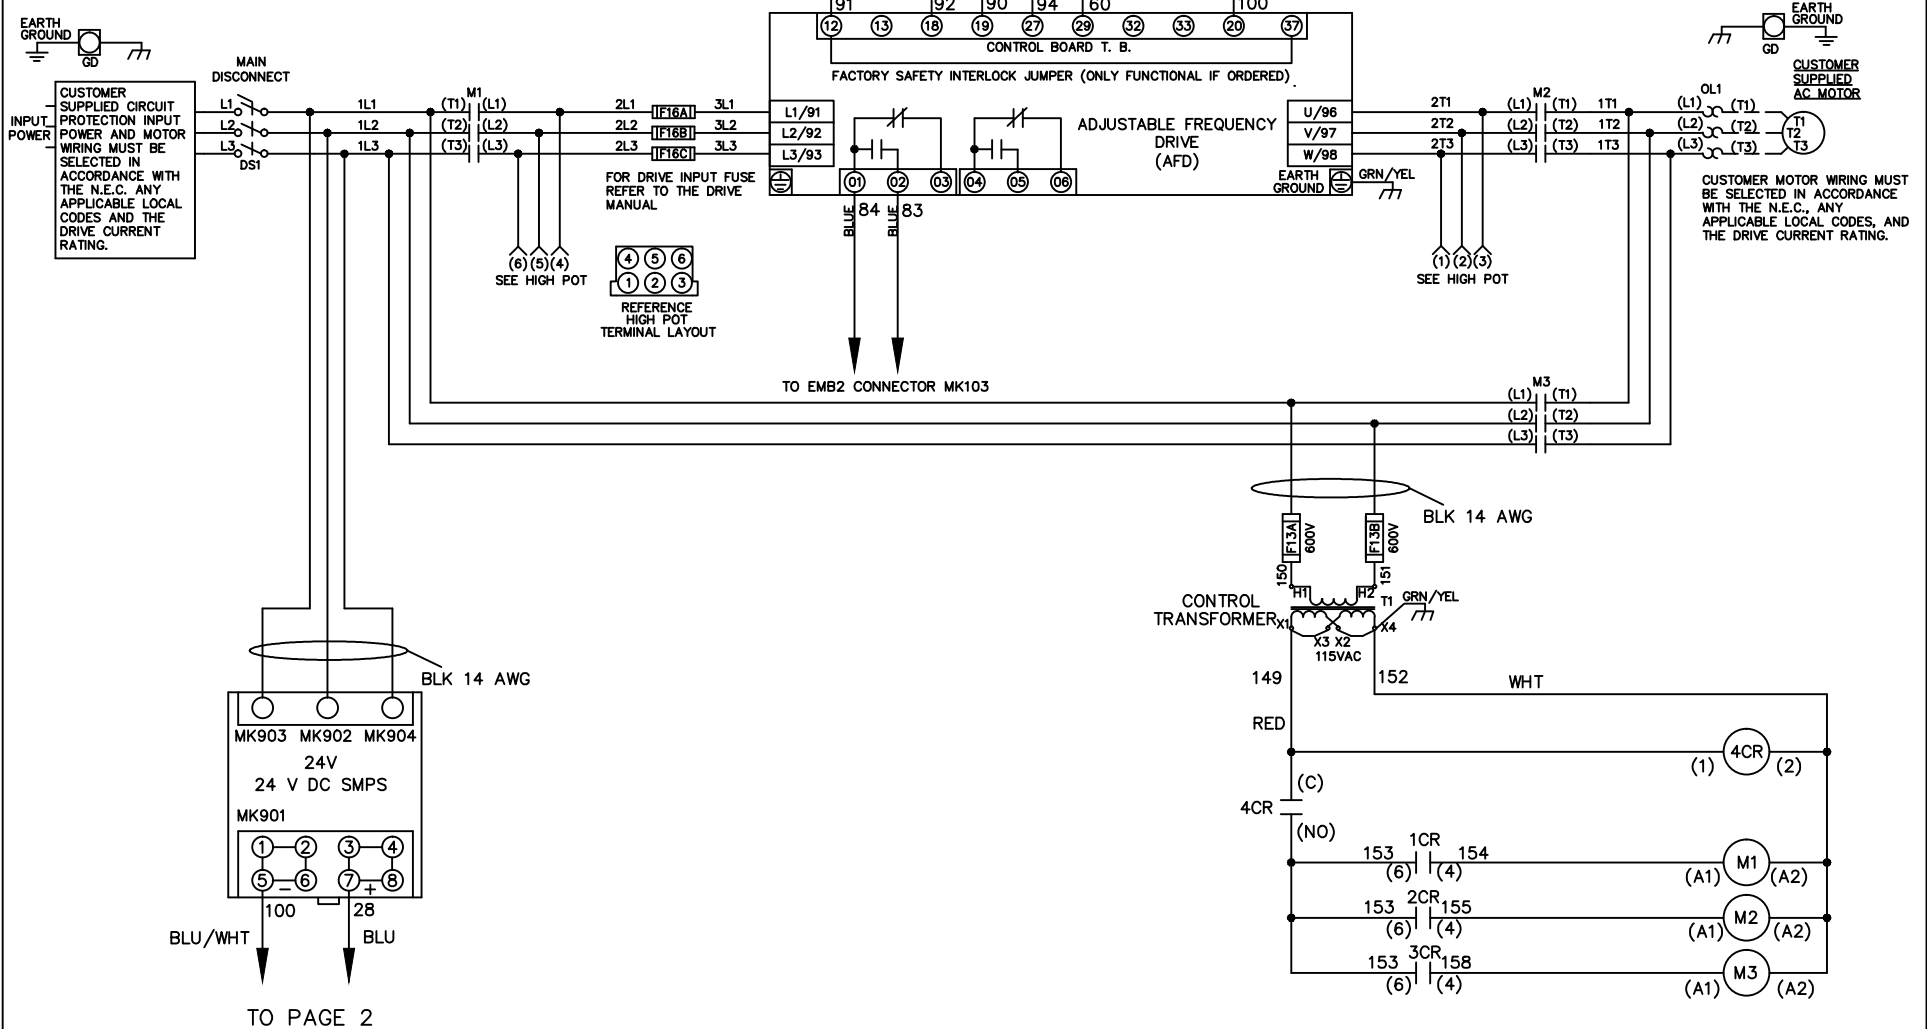 91 92 90 94 60 100
12 13 18 19 27 29 32 33 20 37
CONTROL BOARD T. B.
FACTORY SAFETY INTERLOCK JUMPER (ONLY FUNCTIONAL IF ORDERED)
EARTH
GROUND
GD
MAIN
DISCONNECT
INPUT
POWER
CUSTOMER
SUPPLIED CIRCUIT
PROTECTION INPUT
POWER AND MOTOR
WIRING MUST BE
SELECTED IN
ACCORDANCE WITH
THE N.E.C. ANY
APPLICABLE LOCAL
CODES AND THE
DRIVE CURRENT
RATING.
L1
L2
L3
DS1
1L1
1L2
1L3
M1
(T1) (L1)
(T2) (L2)
(T3) (L3)
2L1 F16A 3L1
2L2 F16B 3L2
2L3 F16C 3L3
FOR DRIVE INPUT FUSE
REFER TO THE DRIVE
MANUAL
(6) (5) (4)
SEE HIGH POT
4 5 6
1 2 3
REFERENCE
HIGH POT
TERMINAL LAYOUT
L1/91
L2/92
L3/93
01 02 03 04 05 06
BLUE 84 BLUE 83
TO EMB2 CONNECTOR MK103
ADJUSTABLE FREQUENCY
DRIVE
(AFD)
U/96
V/97
W/98
EARTH
GROUND
GRN/YEL
2T1
2T2
2T3
(1) (2) (3)
SEE HIGH POT
M2
(L1) (T1) 1T1
(L2) (T2) 1T2
(L3) (T3) 1T3
OL1
(L1) (T1)
(L2) (T2)
(L3) (T3)
T1
T2
T3
EARTH
GROUND
GD
CUSTOMER
SUPPLIED
AC MOTOR
CUSTOMER MOTOR WIRING MUST
BE SELECTED IN ACCORDANCE
WITH THE N.E.C., ANY
APPLICABLE LOCAL CODES, AND
THE DRIVE CURRENT RATING.
M3
(L1) (T1)
(L2) (T2)
(L3) (T3)
BLK 14 AWG
F13A 600V F13B 600V
150 151
H1 H2
T1
GRN/YEL
CONTROL
TRANSFORMER
X1 X3 X2 X4
115VAC
149 152
WHT
RED
4CR
(1) (2)
(C)
4CR
(NO)
1CR
153 154
(6) (4)
M1
(A1) (A2)
2CR
153 155
(6) (4)
M2
(A1) (A2)
3CR
153 158
(6) (4)
M3
(A1) (A2)
BLK 14 AWG
MK903 MK902 MK904
24V
24 V DC SMPS
MK901
1 2 3 4
5 – 6 7 + 8
100 28
BLU/WHT BLU
TO PAGE 2